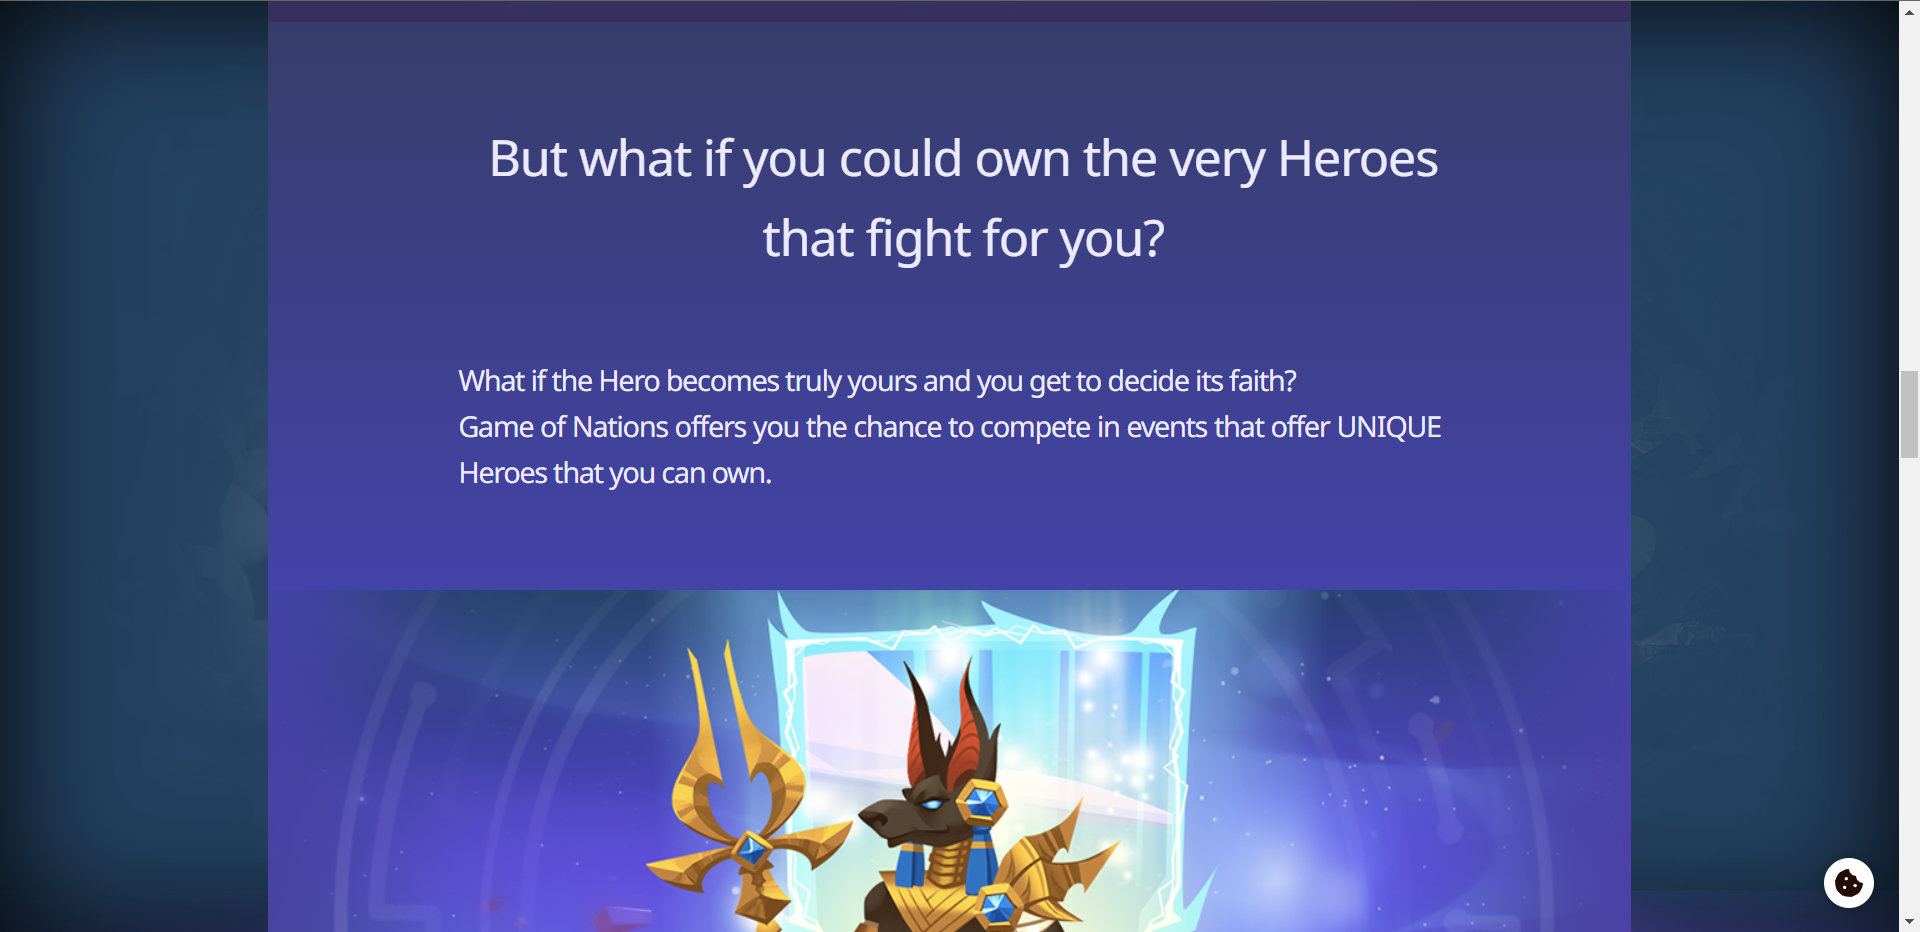 But what if you could own the very Heroes
that fight for you?
What if the Hero becomes truly yours and you get to decide its faith?
Game of Nations offers you the chance to compete in events that offer UNIQUE
Heroes that you can own.